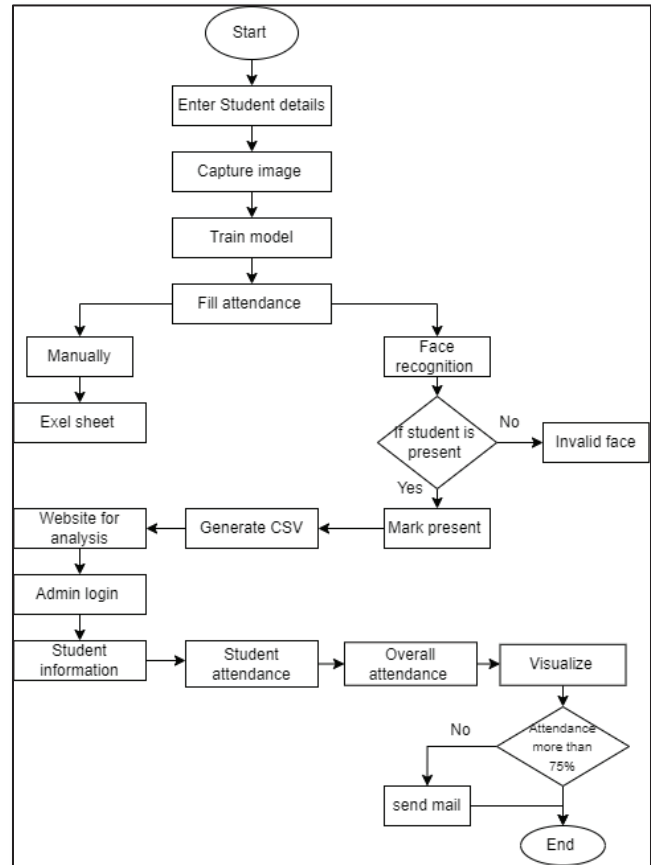 Start
Enter Student details
Capture image
Train model
Fill attendance
Manually
Face
recognition
Exel sheet
If student is
present
No
Invalid face
Yes
Website for
analysis
Generate CSV
Mark present
Admin login
Student
information
Student
attendance
Overall
attendance
Visualize
No
Attendance
more than
75%
send mail
End